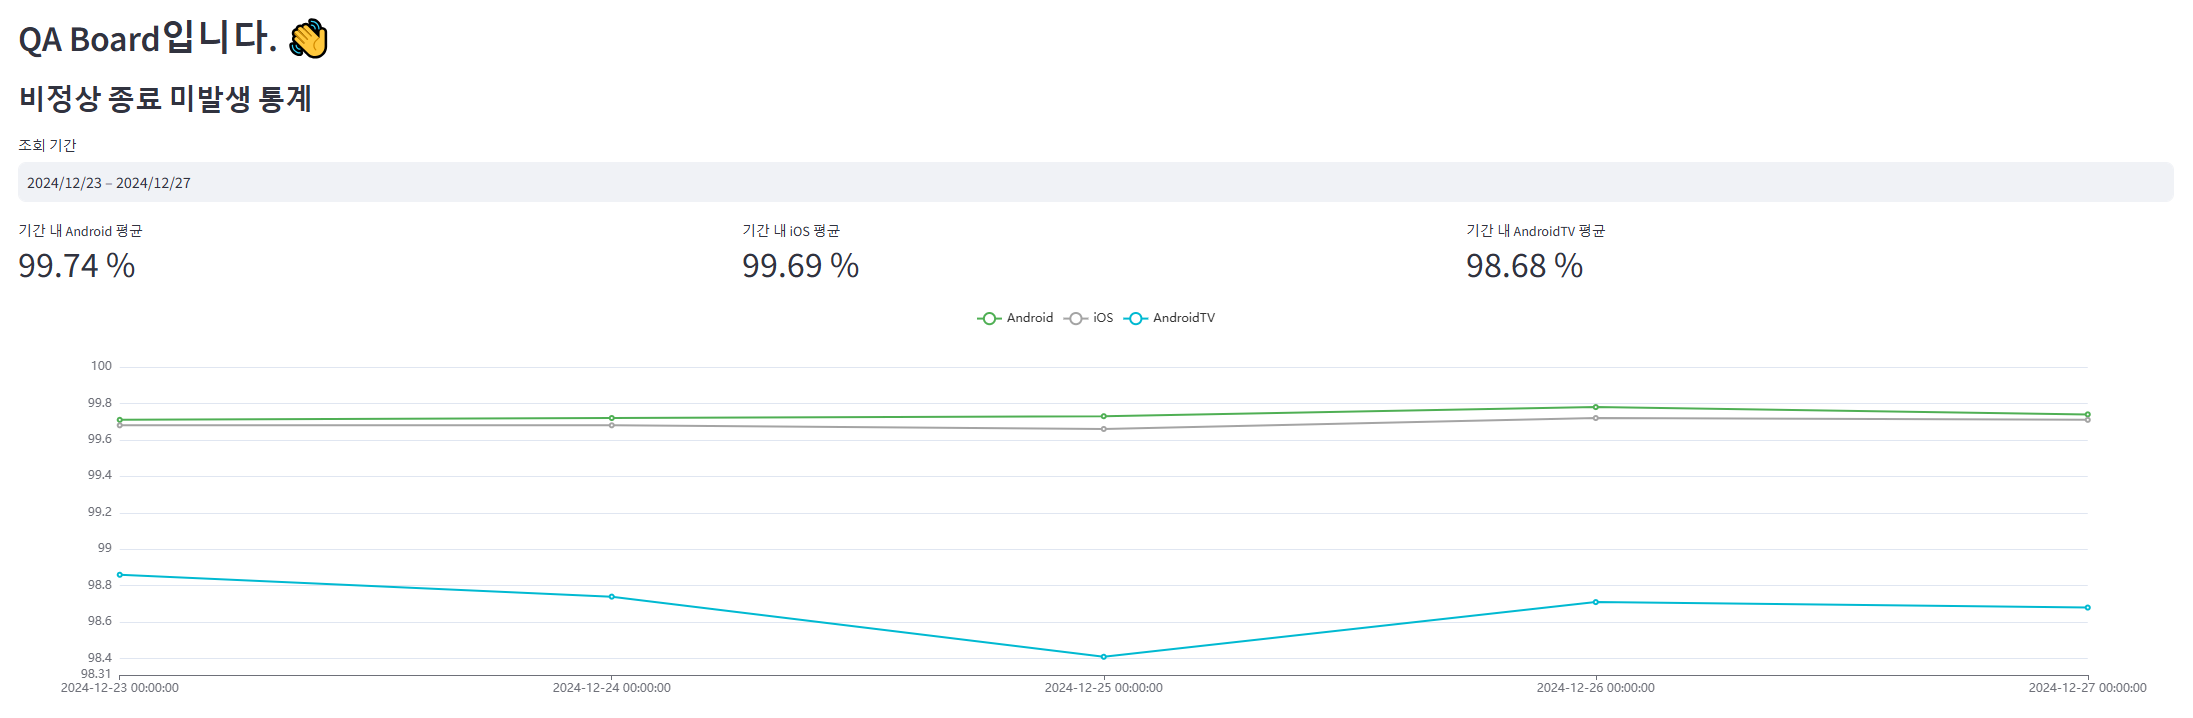 QA Board입니다. 👋
비정상 종료 미발생 통계
조회 기간
2024/12/23 – 2024/12/27
기간 내 Android 평균
99.74 %
기간 내 iOS 평균
99.69 %
기간 내 AndroidTV 평균
98.68 %
Android iOS AndroidTV
100
99.8
99.6
99.4
99.2
99
98.8
98.6
98.4
98.31
2024-12-23 00:00:00 2024-12-24 00:00:00 2024-12-25 00:00:00 2024-12-26 00:00:00 2024-12-27 00:00:00